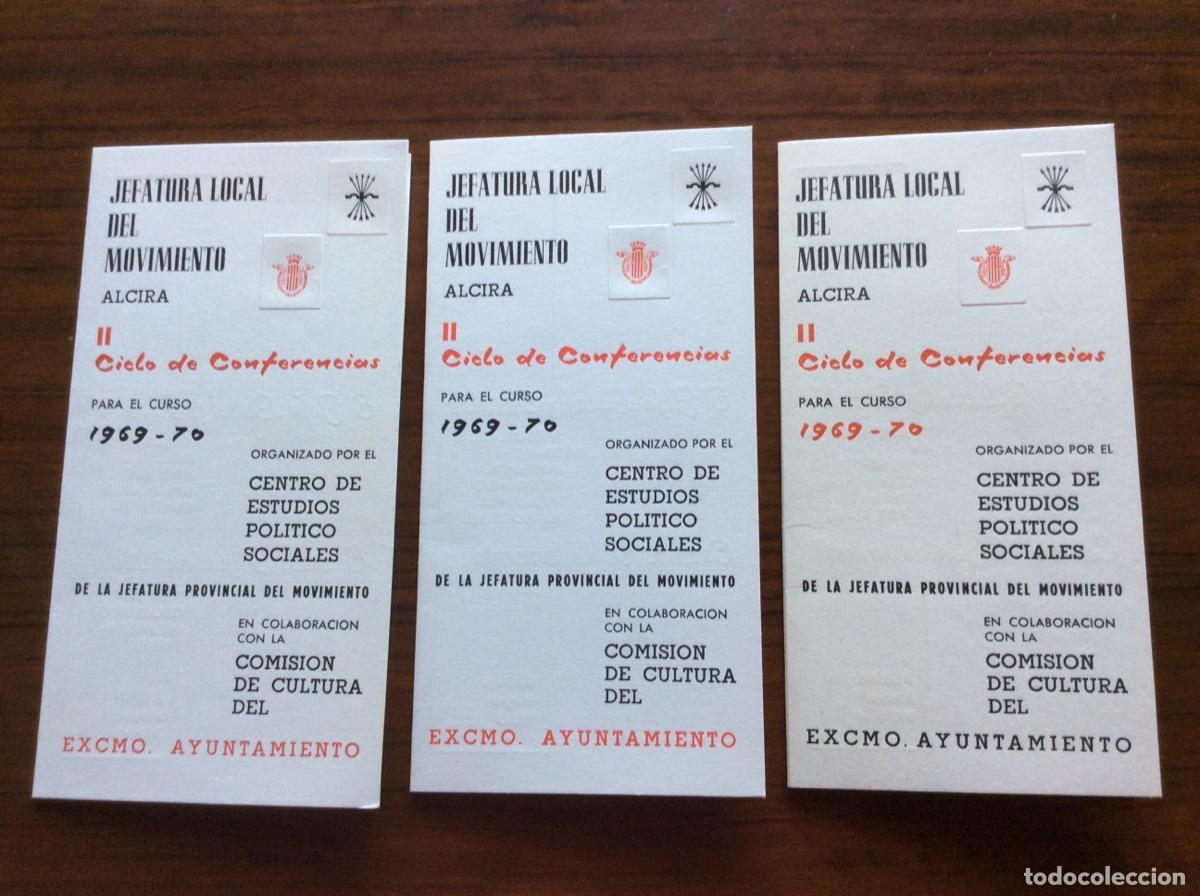 JEFATURA LOCAL
DEL
MOVIMIENTO
ALCIRA
II
Ciclo de Conferencias
PARA EL CURSO
1969-70
ORGANIZADO POR EL
CENTRO DE
ESTUDIOS
POLITICO
SOCIALES
DE LA JEFATURA PROVINCIAL DEL MOVIMIENTO
EN COLABORACION
CON LA
COMISION
DE CULTURA
DEL
EXCMO. AYUNTAMIENTO
JEFATURA LOCAL
DEL
MOVIMIENTO
ALCIRA
II
Ciclo de Conferencias
PARA EL CURSO
1969-70
ORGANIZADO POR EL
CENTRO DE
ESTUDIOS
POLITICO
SOCIALES
DE LA JEFATURA PROVINCIAL DEL MOVIMIENTO
EN COLABORACION
CON LA
COMISION
DE CULTURA
DEL
EXCMO. AYUNTAMIENTO
JEFATURA LOCAL
DEL
MOVIMIENTO
ALCIRA
II
Ciclo de Conferencias
PARA EL CURSO
1969-70
ORGANIZADO POR EL
CENTRO DE
ESTUDIOS
POLITICO
SOCIALES
DE LA JEFATURA PROVINCIAL DEL MOVIMIENTO
EN COLABORACION
CON LA
COMISION
DE CULTURA
DEL
EXCMO. AYUNTAMIENTO
todocoleccion